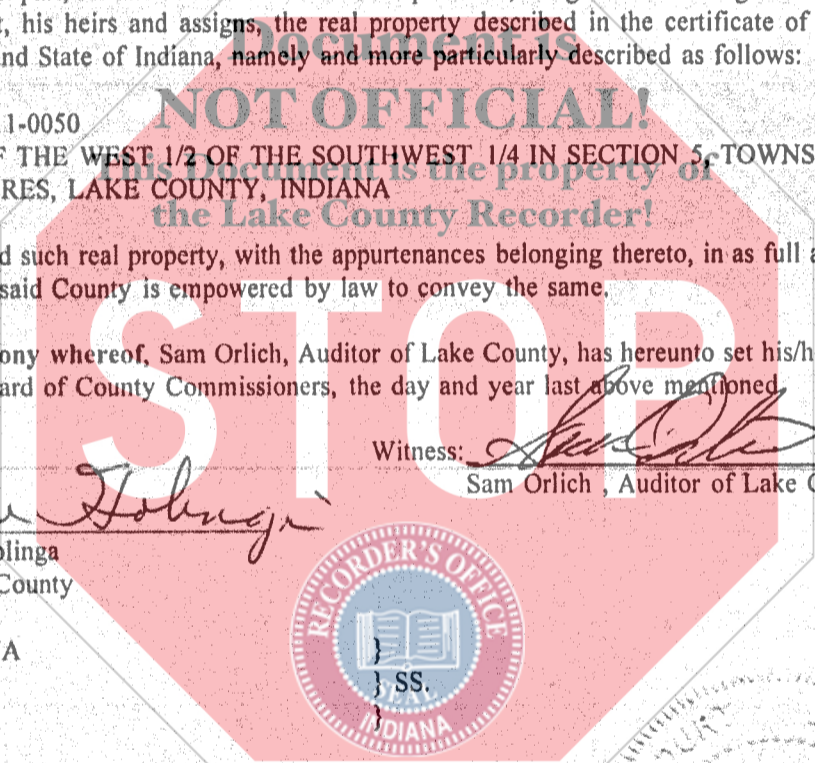 , his heirs and assigns, the real property described in the certificate of
nd State of Indiana, namely and more particularly described as follows:
Document is
NOT OFFICIAL!
This Document is the property of
the Lake County Recorder!
1-0050
F THE WEST 1/2 OF THE SOUTHWEST 1/4 IN SECTION 5, TOWNS
RES, LAKE COUNTY, INDIANA
d such real property, with the appurtenances belonging thereto, in as full a
said County is empowered by law to convey the same.
ony whereof, Sam Orlich, Auditor of Lake County, has hereunto set his/h
ard of County Commissioners, the day and year last above mentioned.
STOP
Witness:
Sam Orlich , Auditor of Lake C
olinga
County
A
} SS.
RECORDER'S OFFICE
SEAL
INDIANA